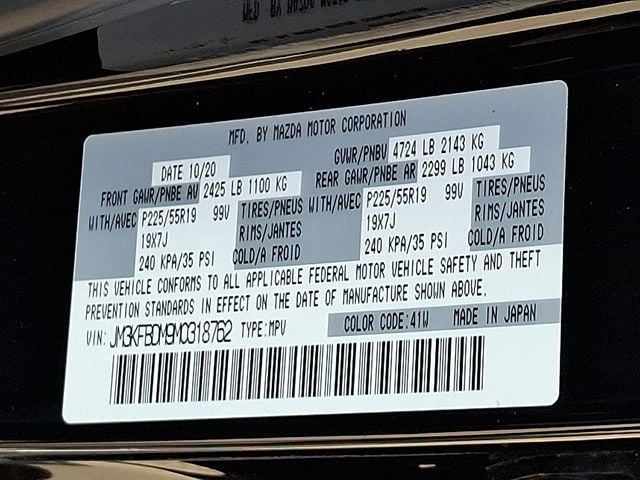 MFD. BY MAZDA MOTOR CORPORATION
DATE 10/20 GVWR/PNBV 4724 LB 2143 KG
FRONT GAWR/PNBE AV 2425 LB 1100 KG REAR GAWR/PNBE AR 2299 LB 1043 KG
WITH/AVEC P225/55R19 99V TIRES/PNEUS WITH/AVEC P225/55R19 99V TIRES/PNEUS
19X7J RIMS/JANTES 19X7J RIMS/JANTES
240 KPA/35 PSI COLD/A FROID 240 KPA/35 PSI COLD/A FROID
THIS VEHICLE CONFORMS TO ALL APPLICABLE FEDERAL MOTOR VEHICLE SAFETY AND THEFT
PREVENTION STANDARDS IN EFFECT ON THE DATE OF MANUFACTURE SHOWN ABOVE.
VIN: JM3KFBDM9M0318762 TYPE:MPV COLOR CODE:41W MADE IN JAPAN